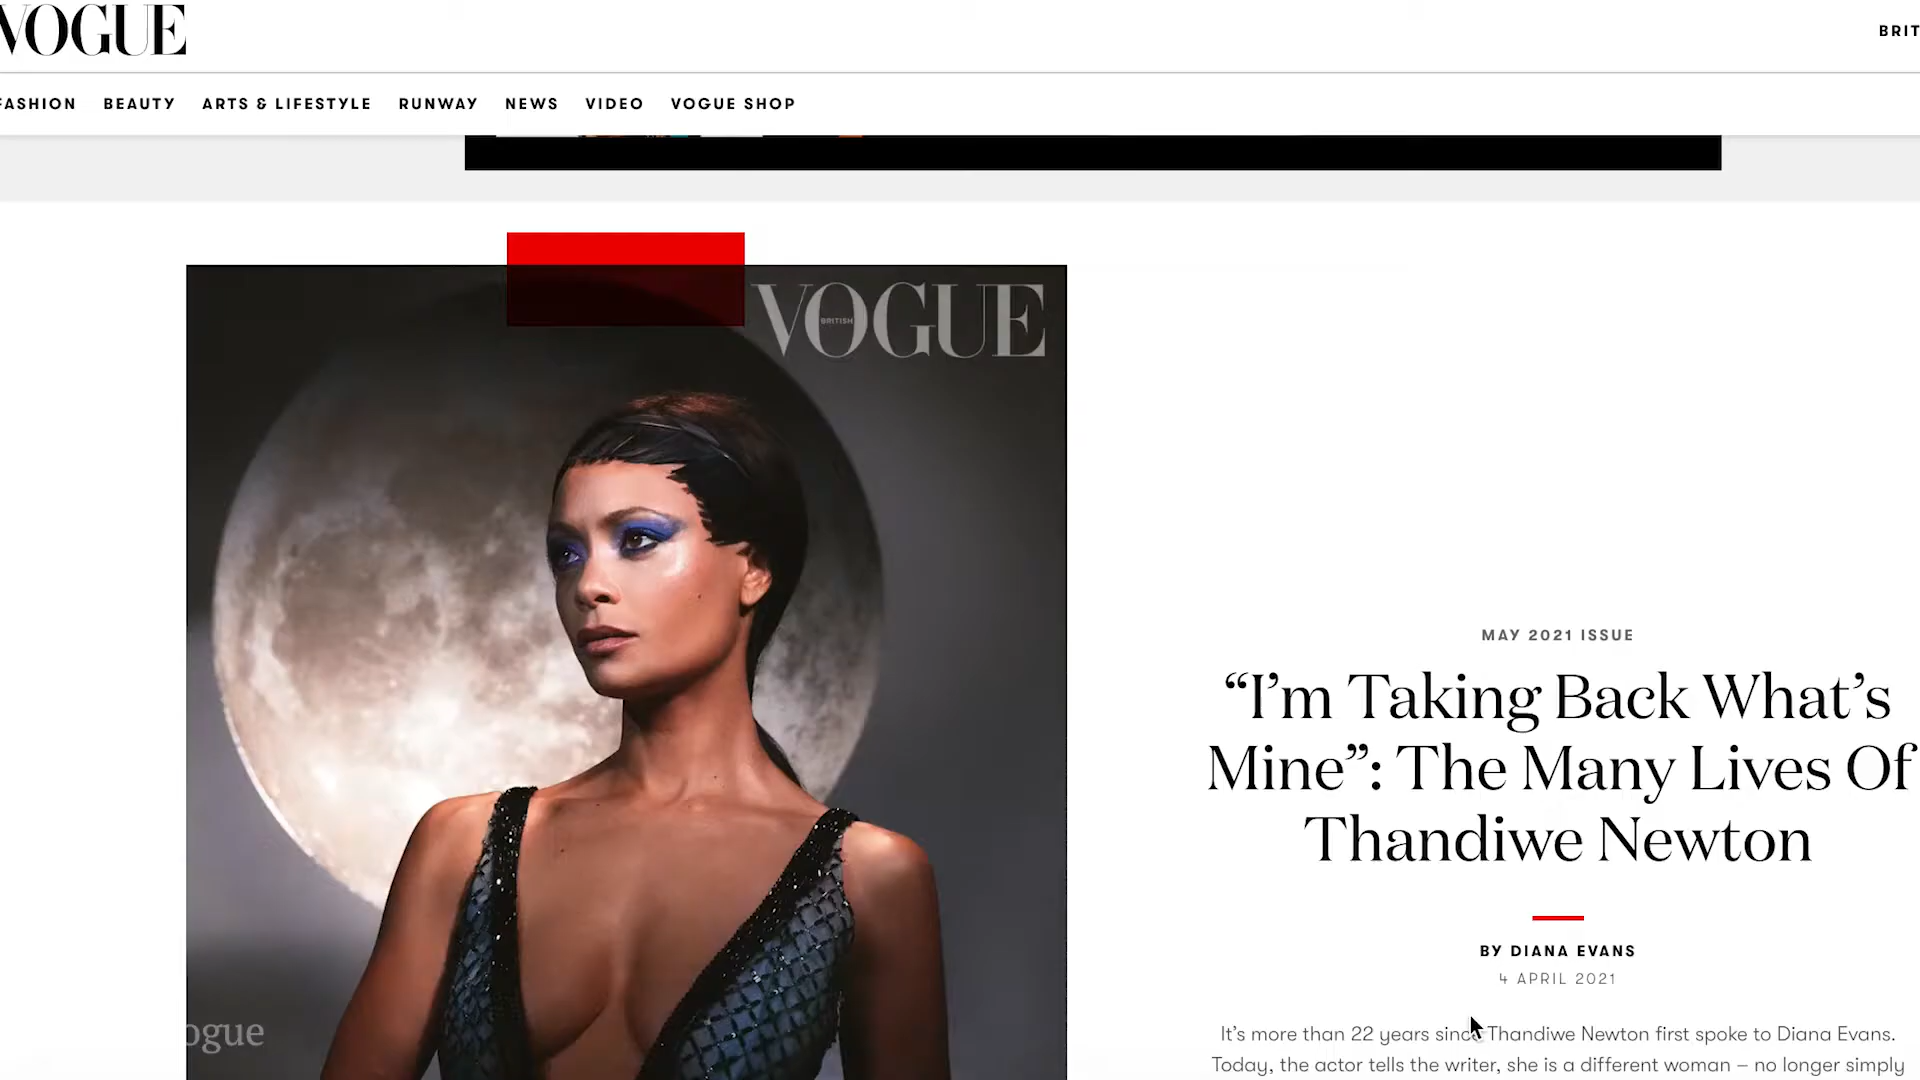 VOGUE
BRIT
FASHION BEAUTY ARTS & LIFESTYLE RUNWAY NEWS VIDEO VOGUE SHOP
VOGUE
BRITISH
MAY 2021 ISSUE
“I’m Taking Back What’s
Mine”: The Many Lives Of
Thandiwe Newton
BY DIANA EVANS
4 APRIL 2021
ogue
It’s more than 22 years since Thandiwe Newton first spoke to Diana Evans.
Today, the actor tells the writer, she is a different woman – no longer simply